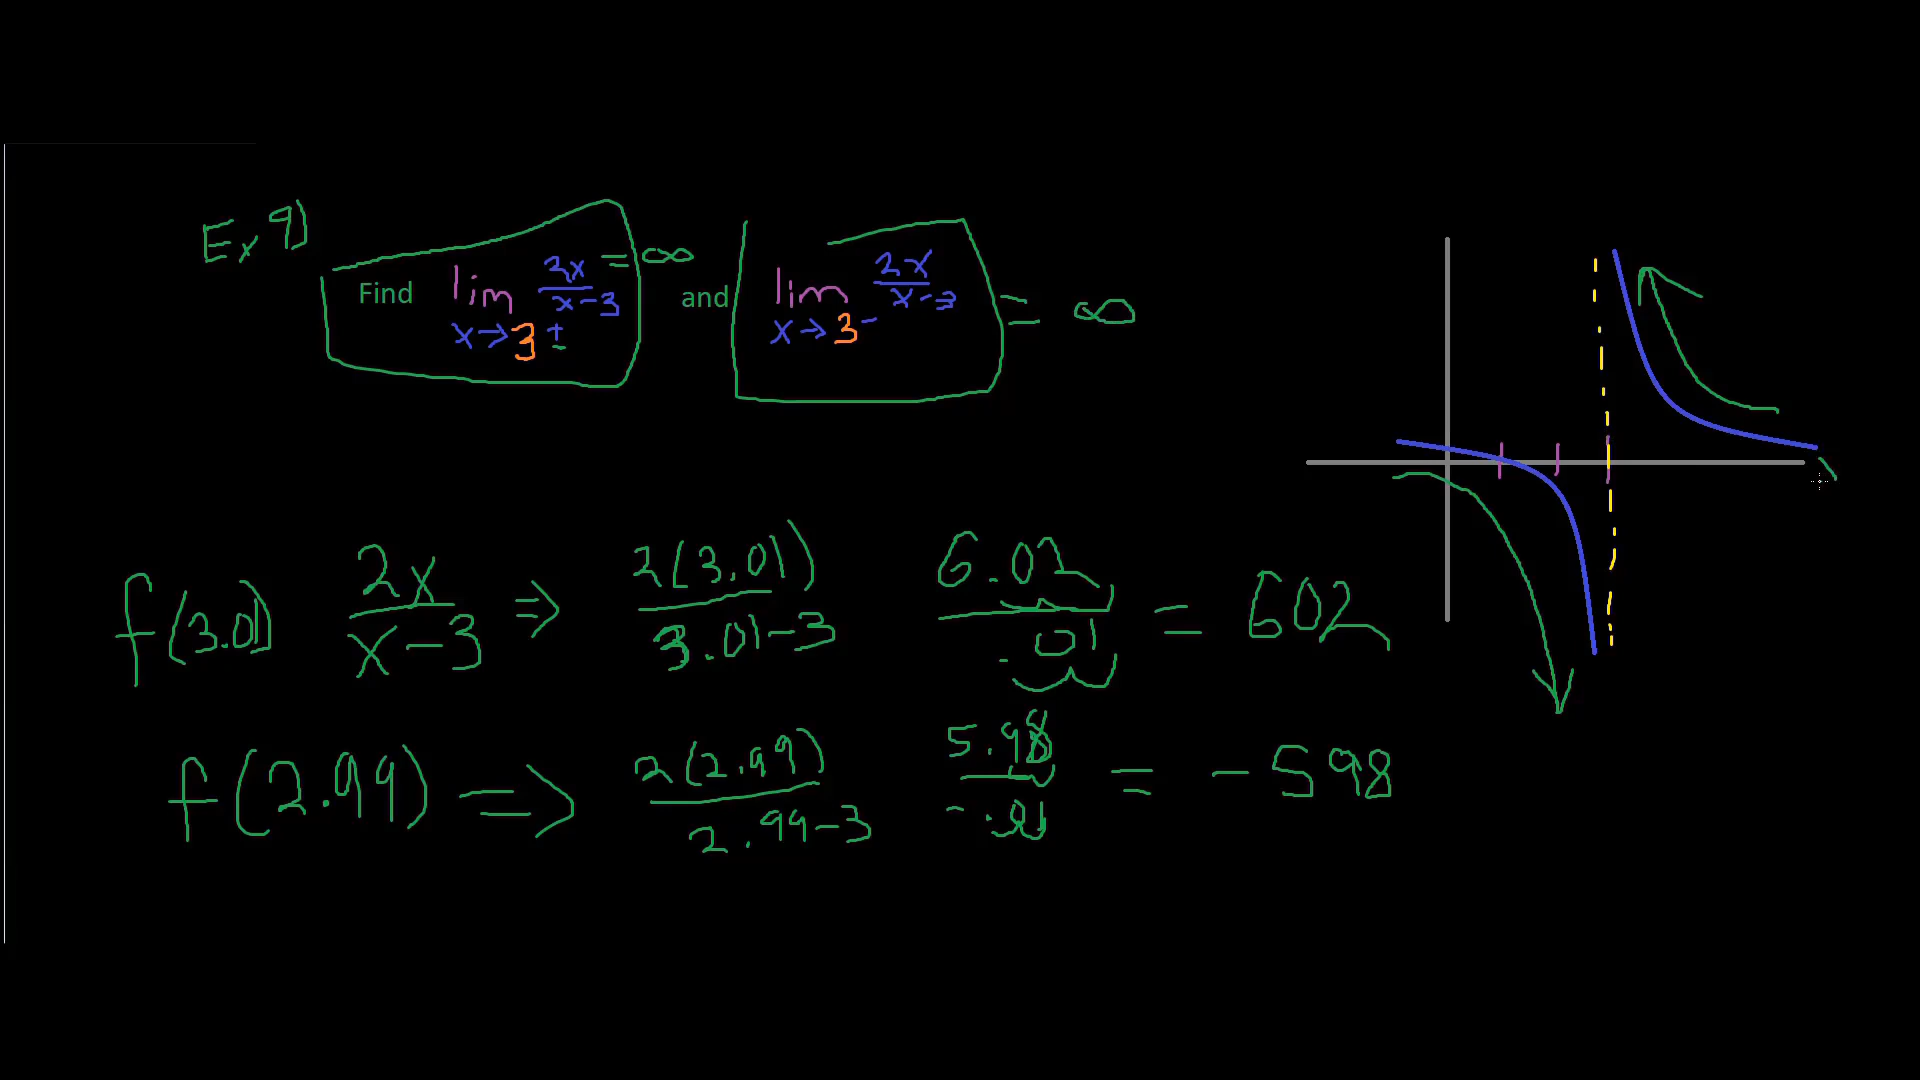 Ex 9)
Find lim x→3⁺ 2x/(x-3) = ∞ and lim x→3⁻ 2x/(x-3) = ∞
f(3.01) 2x/(x-3) ⇒ 2(3.01)/(3.01-3) 6.02/.01 = 602
f(2.99) ⇒ 2(2.99)/(2.99-3) 5.98/-.01 = -598